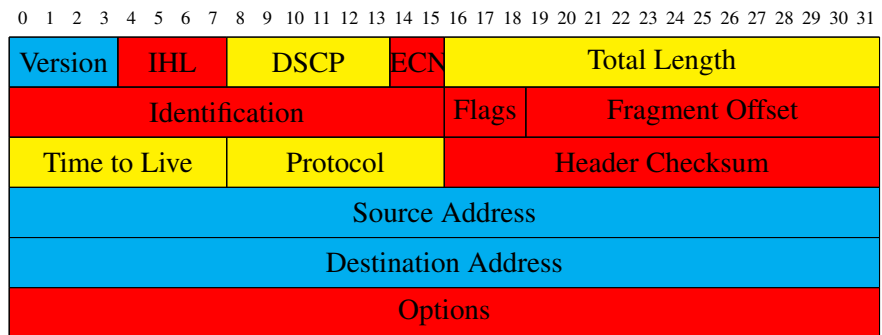 0 1 2 3 4 5 6 7 8 9 10 11 12 13 14 15 16 17 18 19 20 21 22 23 24 25 26 27 28 29 30 31
Version IHL DSCP ECN Total Length
Identification Flags Fragment Offset
Time to Live Protocol Header Checksum
Source Address
Destination Address
Options